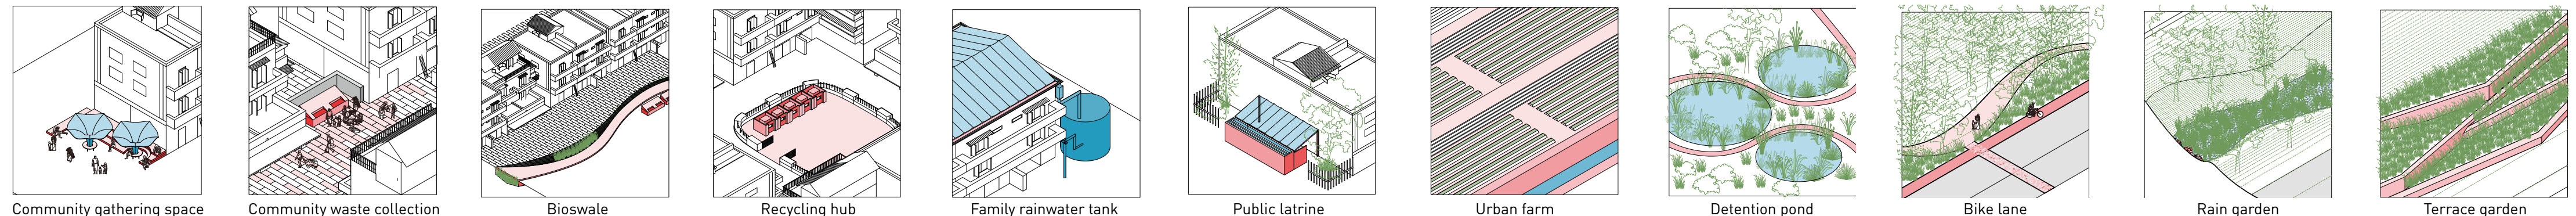 Community gathering space
Community waste collection
Bioswale
Recycling hub
Family rainwater tank
Public latrine
Urban farm
Detention pond
Bike lane
Rain garden
Terrace garden